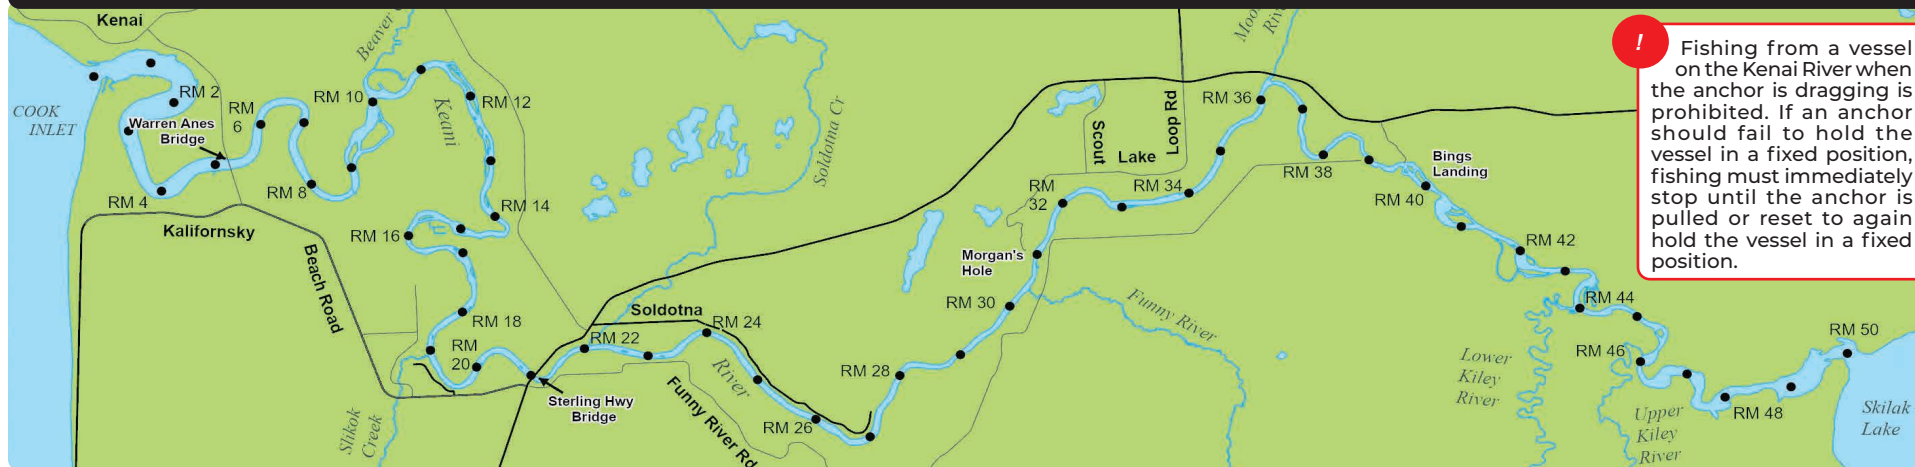 Kenai
COOK
INLET
RM 2
Warren Anes
Bridge
RM
6
RM 4
RM 8
Beaver
RM 10
Keani
RM 12
RM 14
RM 16
Kalifornsky
Beach Road
RM 18
RM
20
Slikok
Creek
Sterling Hwy
Bridge
Soldotna
RM 22
RM 24
River
Funny River Rd
RM 26
RM 28
Soldotna Cr
RM 30
Morgan's
Hole
RM
32
Funny River
Scout
Lake
Loop Rd
RM 34
RM 36
RM 38
Bings
Landing
RM 40
RM 42
RM 44
Lower
Kiley
River
RM 46
Upper
Kiley
River
RM 48
RM 50
Skilak
Lake
!
Fishing from a vessel
on the Kenai River when
the anchor is dragging is
prohibited. If an anchor
should fail to hold the
vessel in a fixed position,
fishing must immediately
stop until the anchor is
pulled or reset to again
hold the vessel in a fixed
position.